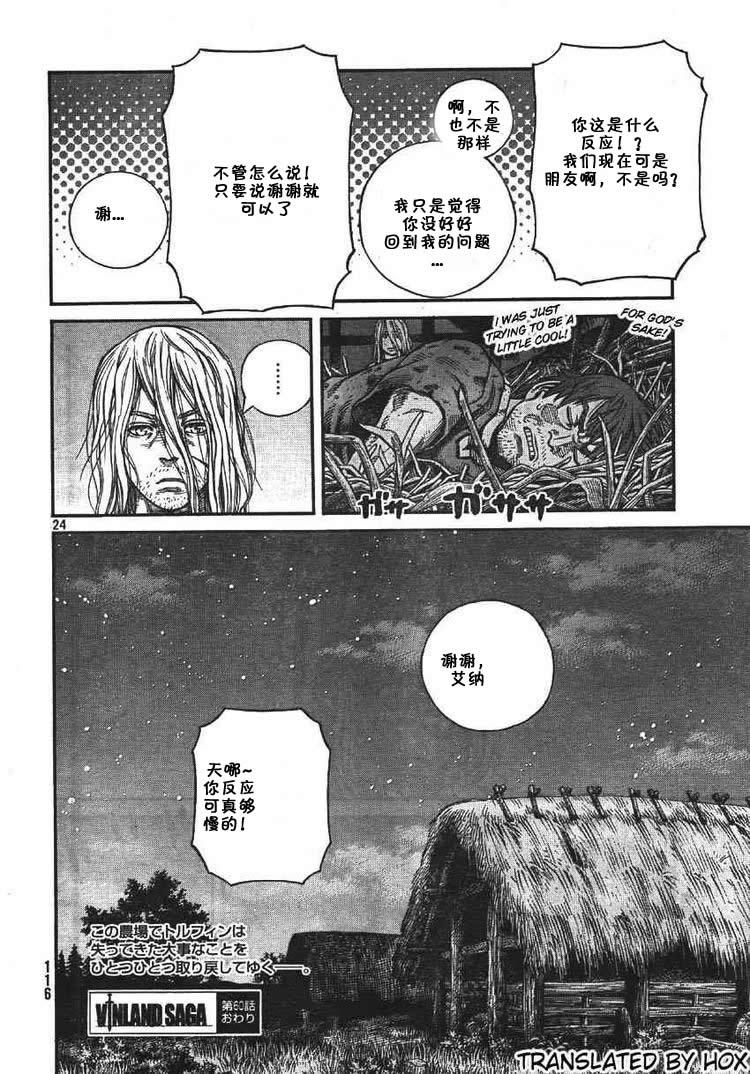 你这是什么
反应！？
我们现在可是
朋友啊，不是吗？
啊，不
也不是
那样
我只是觉得
你没好好
回到我的问题
…
不管怎么说！
只要说谢谢就
可以了
谢…
FOR GOD'S
SAKE!
I WAS JUST
TRYING TO BE A
LITTLE COOL!
ガサササ
ガササ
……
24
谢谢，
艾纳
天哪~
你反应
可真够
慢的！
この農場でトルフィンは
失ってきた大事なことを
ひとつひとつ取り戻してゆく——。
VINLAND SAGA
第60話
おわり
116
TRANSLATED BY HOX